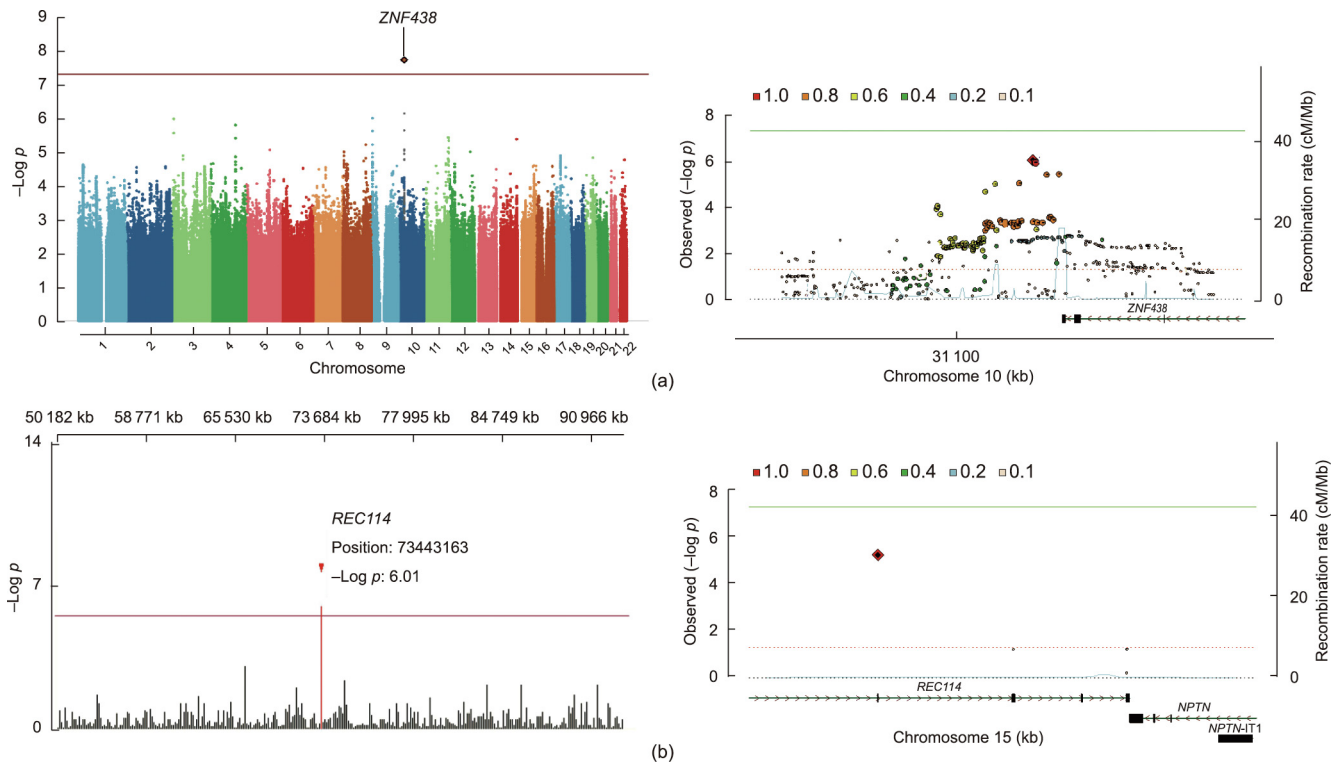 ZNF438
9
8
7
6
5
4
3
2
1
0
–Log p
1 2 3 4 5 6 7 8 9 10 11 12 13 14 15 16 17 18 19 20 21 22
Chromosome
1.0 0.8 0.6 0.4 0.2 0.1
8
6
4
2
0
Observed (–log p)
40
20
0
Recombination rate (cM/Mb)
ZNF438
31 100
Chromosome 10 (kb)
(a)
50 182 kb 58 771 kb 65 530 kb 73 684 kb 77 995 kb 84 749 kb 90 966 kb
14
7
0
–Log p
REC114
Position: 73443163
–Log p: 6.01
1.0 0.8 0.6 0.4 0.2 0.1
8
6
4
2
0
Observed (–log p)
40
20
0
Recombination rate (cM/Mb)
REC114
NPTN
NPTN-IT1
Chromosome 15 (kb)
(b)